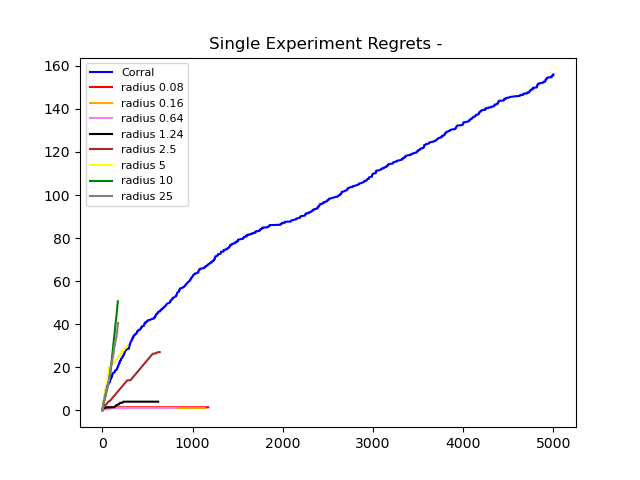 Single Experiment Regrets -
160
140
120
100
80
60
40
20
0
Corral
radius 0.08
radius 0.16
radius 0.64
radius 1.24
radius 2.5
radius 5
radius 10
radius 25
0 1000 2000 3000 4000 5000